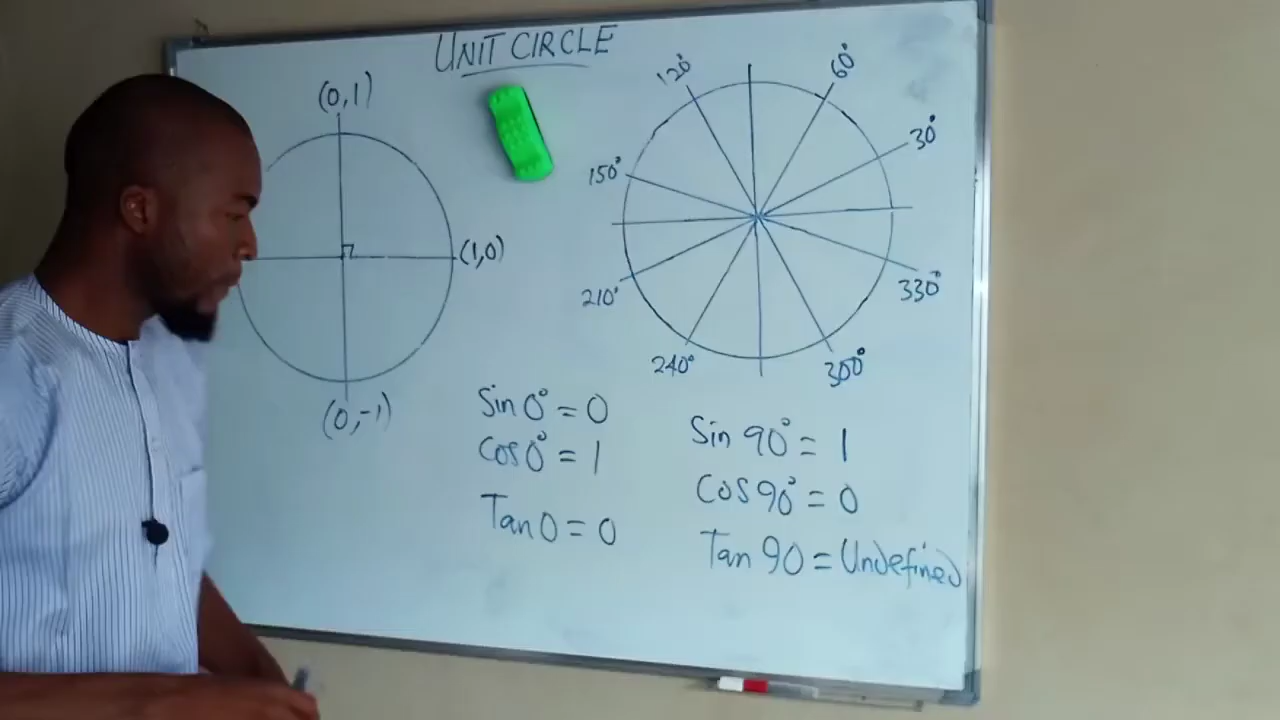 UNIT CIRCLE
(0,1)
(1,0)
(0,-1)
120°
60°
30°
150°
210°
330°
240°
300°
Sin 0° = 0
Cos 0° = 1
Tan 0 = 0
Sin 90° = 1
Cos 90° = 0
Tan 90 = Undefined